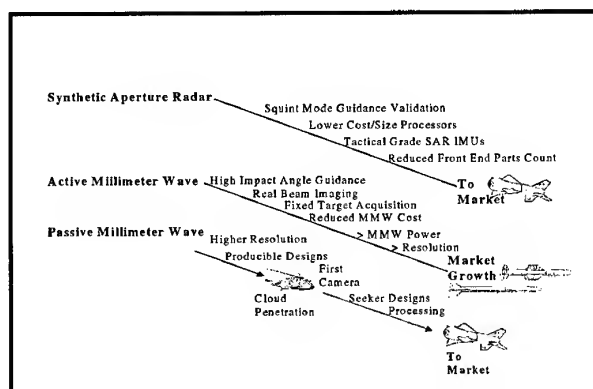 Synthetic Aperture Radar
Squint Mode Guidance Validation
Lower Cost/Size Processors
Tactical Grade SAR IMUs
Reduced Front End Parts Count
To
Market
Active Millimeter Wave
High Impact Angle Guidance
Real Beam Imaging
Fixed Target Acquisition
Reduced MMW Cost
> MMW Power
> Resolution
Market
Growth
Passive Millimeter Wave
Higher Resolution
Producible Designs
First
Camera
Cloud
Penetration
Seeker Designs
Processing
To
Market